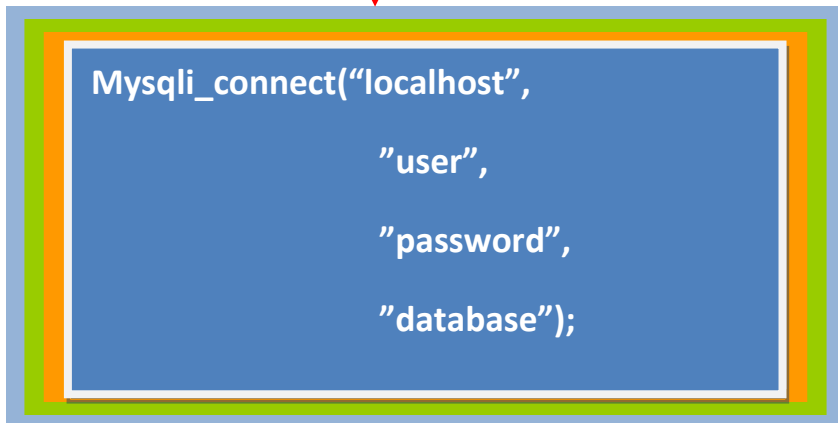 Mysqli_connect(“localhost”,
”user”,
”password”,
”database”);